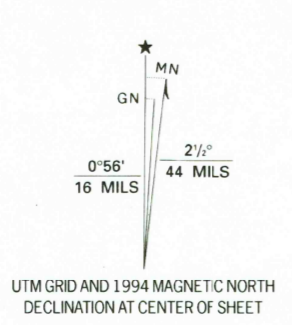 ★
MN
GN
0°56'
16 MILS
2½°
44 MILS
UTM GRID AND 1994 MAGNETIC NORTH
DECLINATION AT CENTER OF SHEET